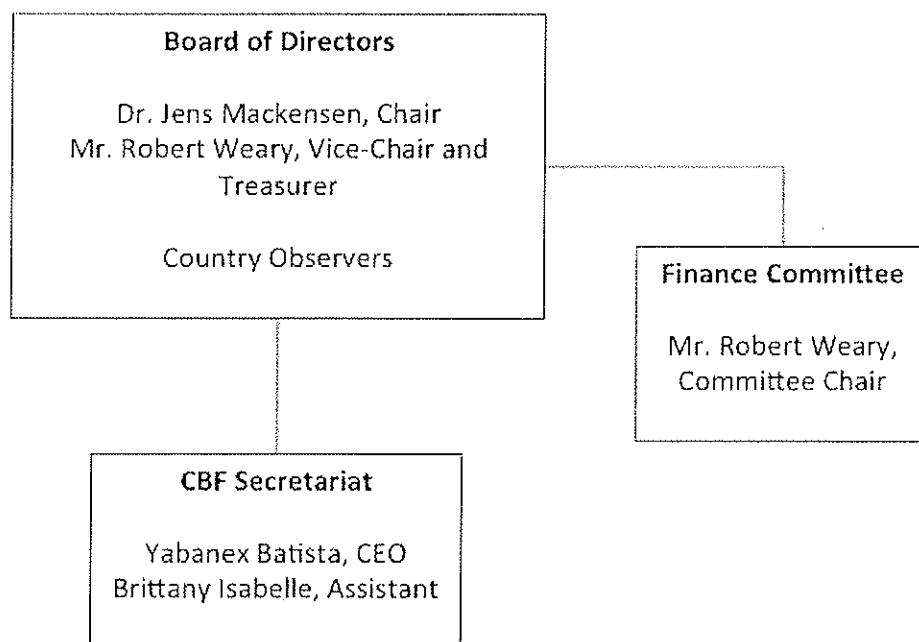 Board of Directors
Dr. Jens Mackensen, Chair
Mr. Robert Weary, Vice-Chair and
Treasurer
Country Observers
Finance Committee
Mr. Robert Weary,
Committee Chair
CBF Secretariat
Yabanex Batista, CEO
Brittany Isabelle, Assistant